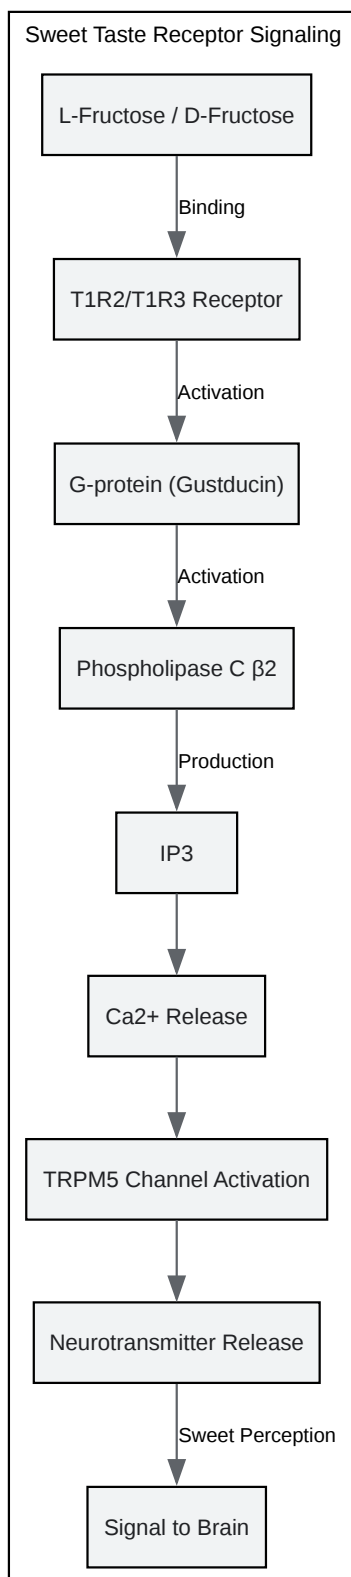 Sweet Taste Receptor Signaling
L-Fructose / D-Fructose
Binding
T1R2/T1R3 Receptor
Activation
G-protein (Gustducin)
Activation
Phospholipase C β2
Production
IP3
Ca2+ Release
TRPM5 Channel Activation
Neurotransmitter Release
Sweet Perception
Signal to Brain